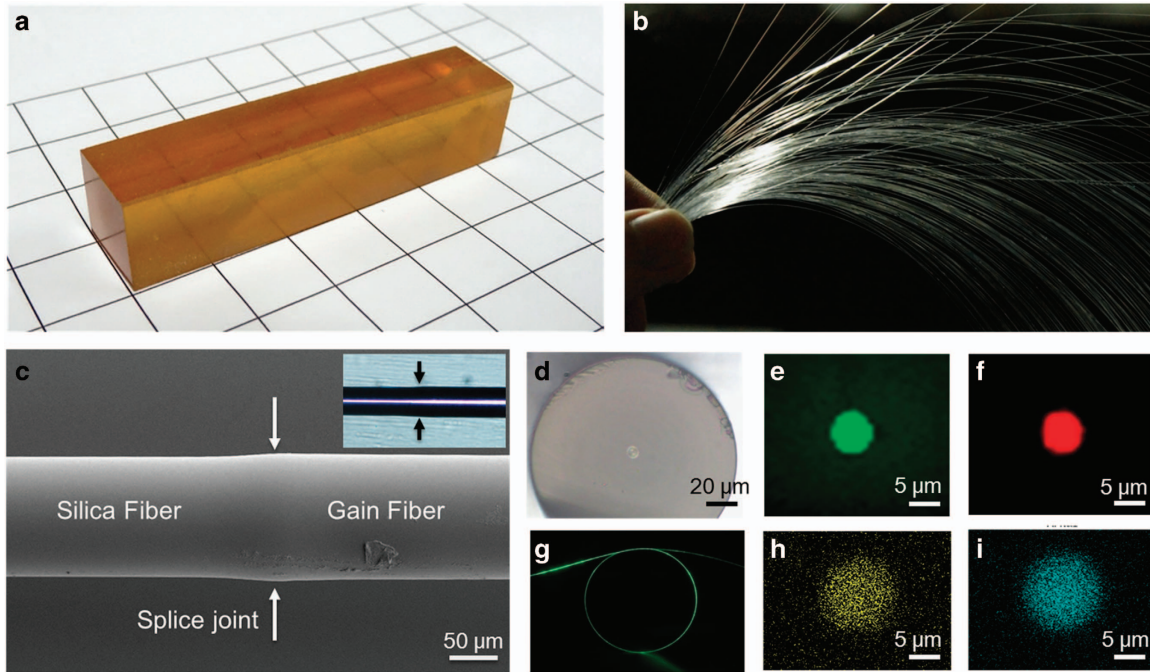 a
b
c
Silica Fiber
Gain Fiber
Splice joint
50 μm
d
20 μm
e
5 μm
f
5 μm
g
h
5 μm
i
5 μm